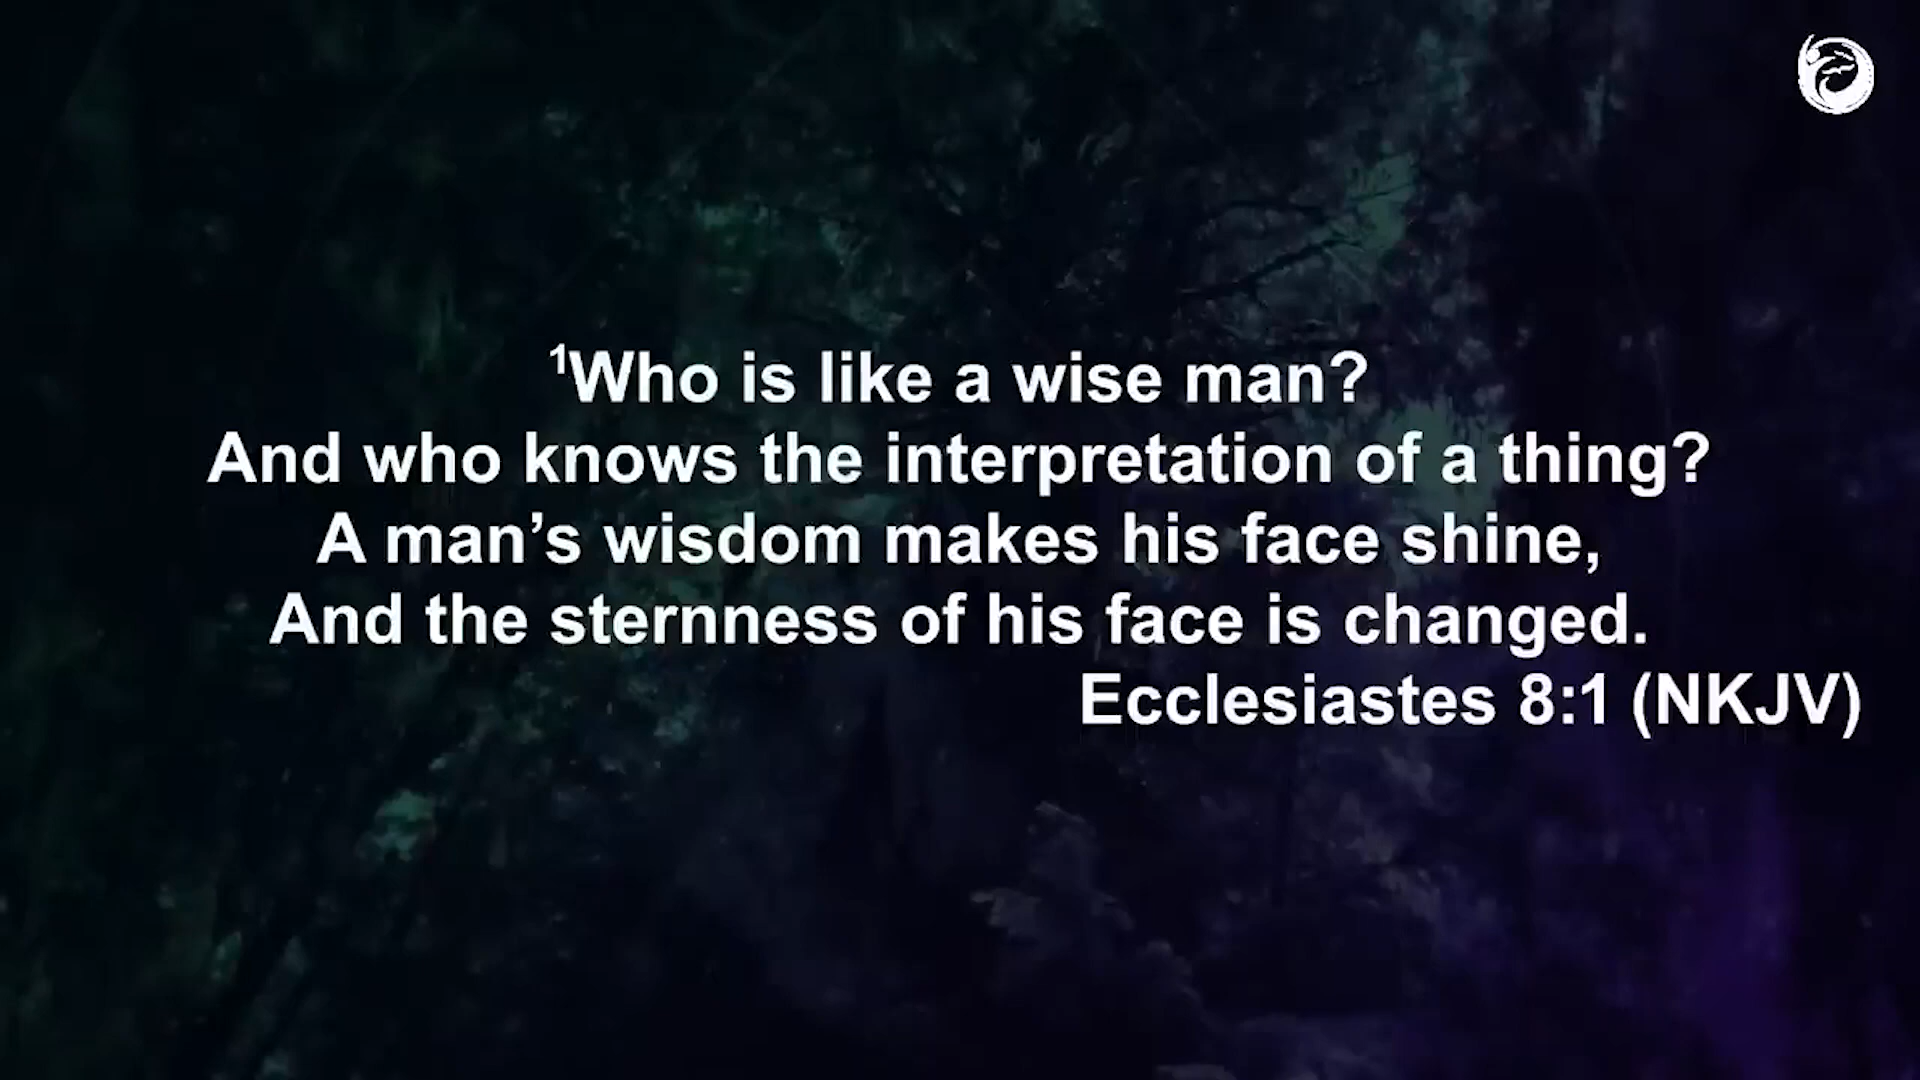 ¹Who is like a wise man?
And who knows the interpretation of a thing?
A man’s wisdom makes his face shine,
And the sternness of his face is changed.
Ecclesiastes 8:1 (NKJV)